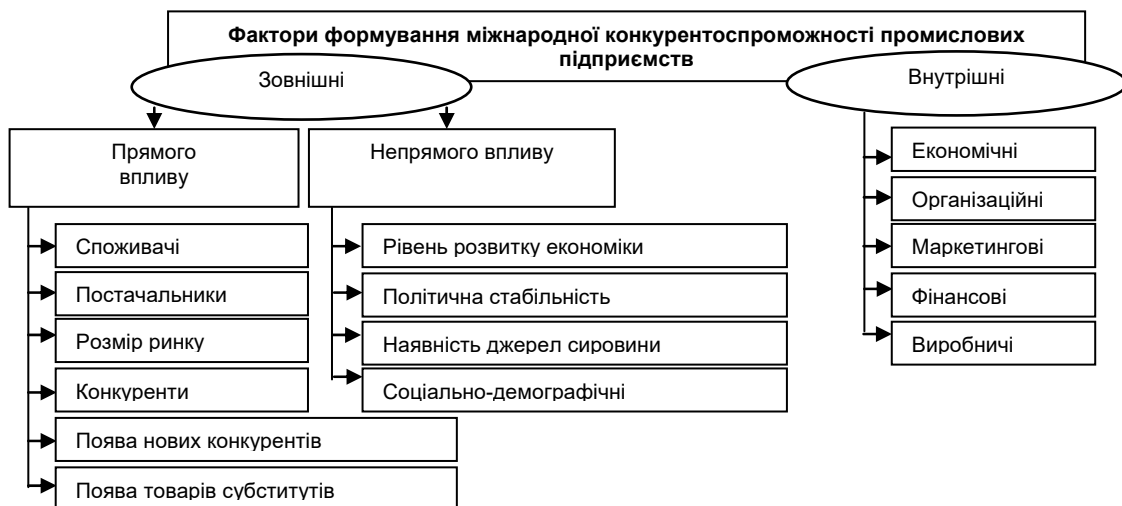 Фактори формування міжнародної конкурентоспроможності промислових
підприємств
Зовнішні
Внутрішні
Прямого
впливу
Непрямого впливу
Споживачі
Постачальники
Розмір ринку
Конкуренти
Поява нових конкурентів
Поява товарів субститутів
Рівень розвитку економіки
Політична стабільність
Наявність джерел сировини
Соціально-демографічні
Економічні
Організаційні
Маркетингові
Фінансові
Виробничі